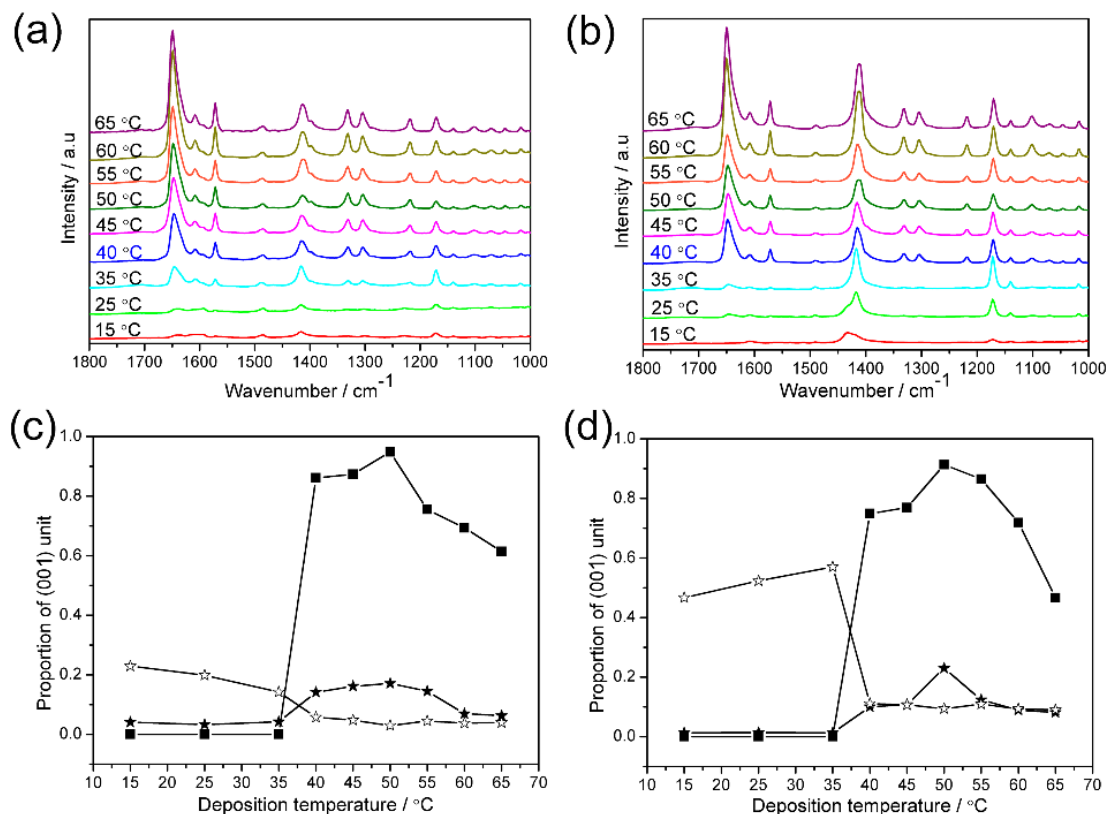 (a)
Intensity / a.u
65 °C
60 °C
55 °C
50 °C
45 °C
40 °C
35 °C
25 °C
15 °C
1800 1700 1600 1500 1400 1300 1200 1100 1000
Wavenumber / cm-1
(b)
Intensity / a.u
65 °C
60 °C
55 °C
50 °C
45 °C
40 °C
35 °C
25 °C
15 °C
1800 1700 1600 1500 1400 1300 1200 1100 1000
Wavenumber / cm-1
(c)
Proportion of (001) unit
1.0
0.8
0.6
0.4
0.2
0.0
10 15 20 25 30 35 40 45 50 55 60 65 70
Deposition temperature / °C
(d)
Proportion of (001) unit
1.0
0.8
0.6
0.4
0.2
0.0
10 15 20 25 30 35 40 45 50 55 60 65 70
Deposition temperature / °C